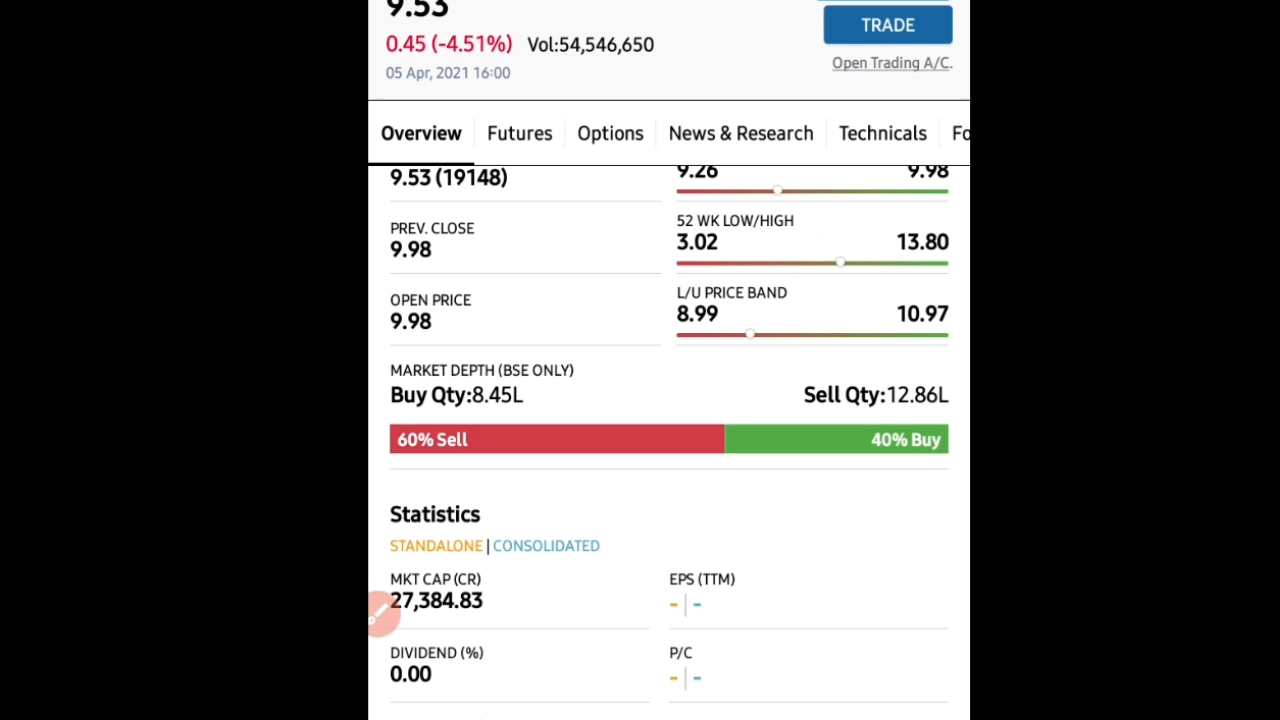 9.53
TRADE
0.45 (-4.51%) Vol:54,546,650
05 Apr, 2021 16:00
Open Trading A/C.
Overview Futures Options News & Research Technicals Fo
9.53 (19148)
9.26 9.98
PREV. CLOSE
9.98
52 WK LOW/HIGH
3.02 13.80
OPEN PRICE
9.98
L/U PRICE BAND
8.99 10.97
MARKET DEPTH (BSE ONLY)
Buy Qty:8.45L Sell Qty:12.86L
60% Sell 40% Buy
Statistics
STANDALONE | CONSOLIDATED
MKT CAP (CR)
27,384.83
EPS (TTM)
- | -
DIVIDEND (%)
0.00
P/C
- | -